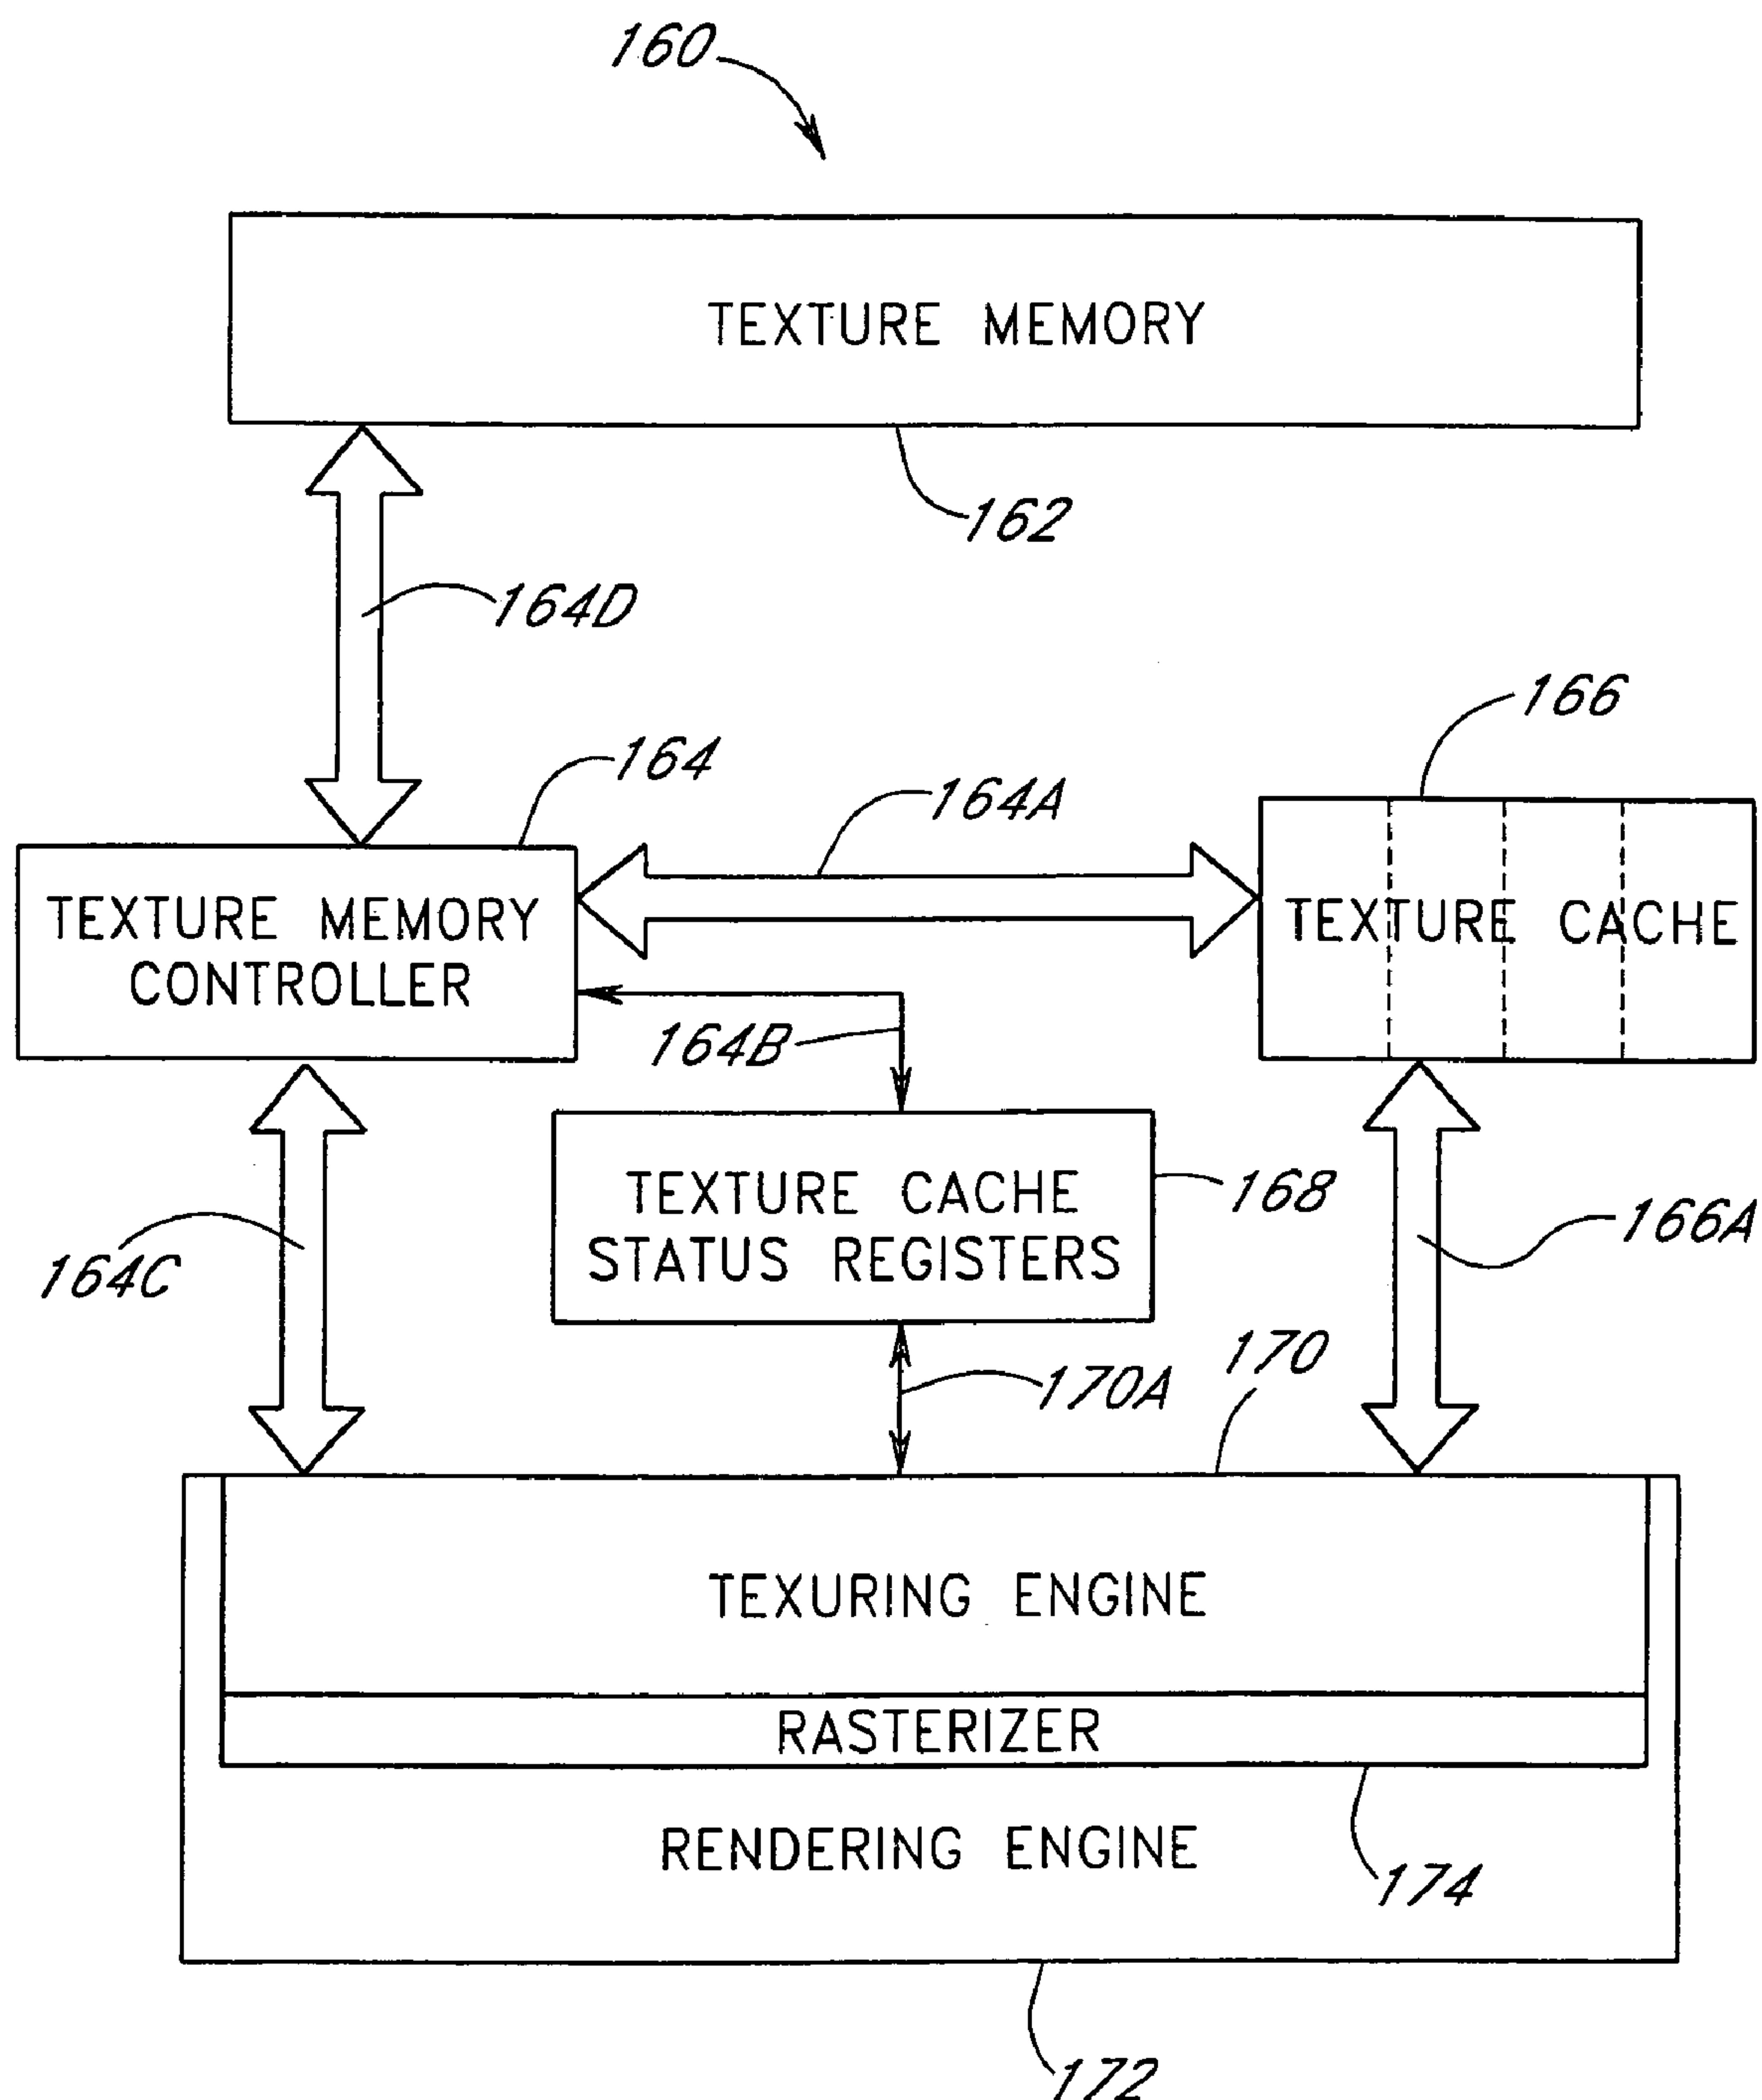 160
TEXTURE MEMORY
162
164D
166
164
164A
TEXTURE MEMORY
CONTROLLER
TEXTURE CACHE
164B
TEXTURE CACHE
STATUS REGISTERS
168
166A
164C
170
170A
TEXURING ENGINE
RASTERIZER
RENDERING ENGINE
174
172